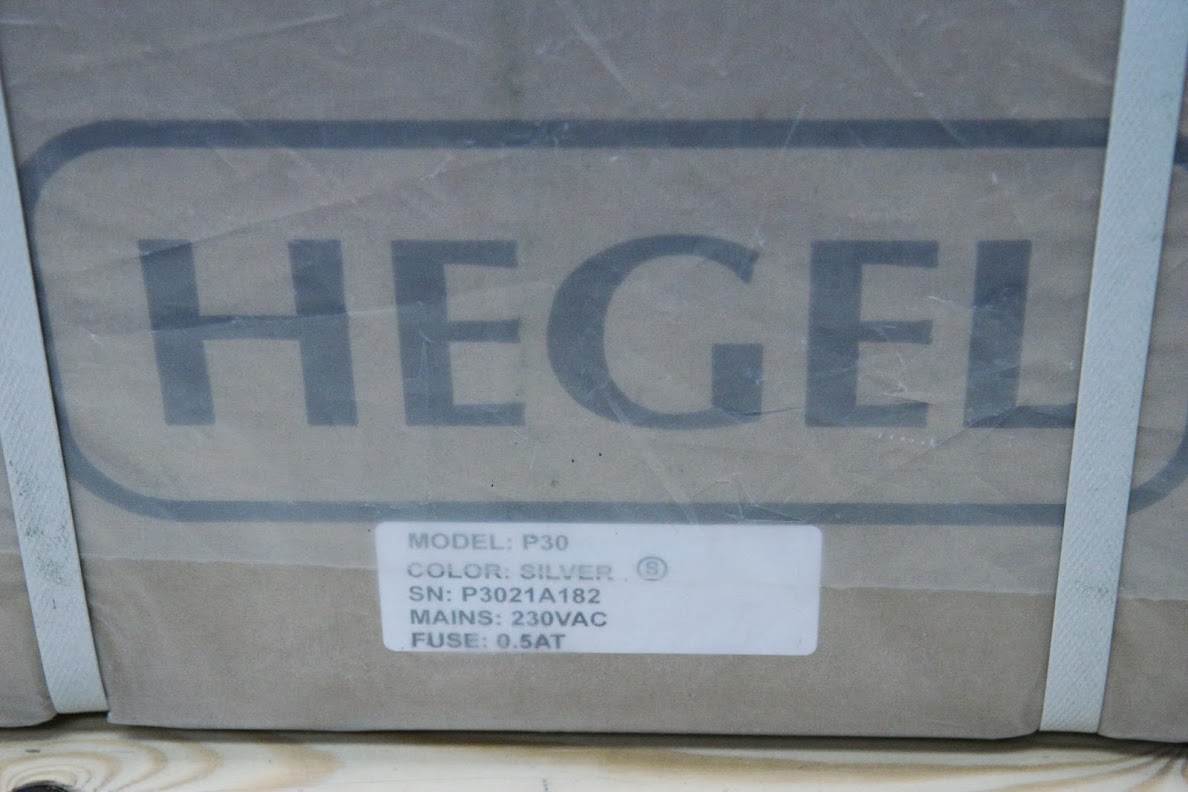 HEGEL
MODEL: P30
COLOR: SILVER Ⓢ
SN: P3021A182
MAINS: 230VAC
FUSE: 0.5AT